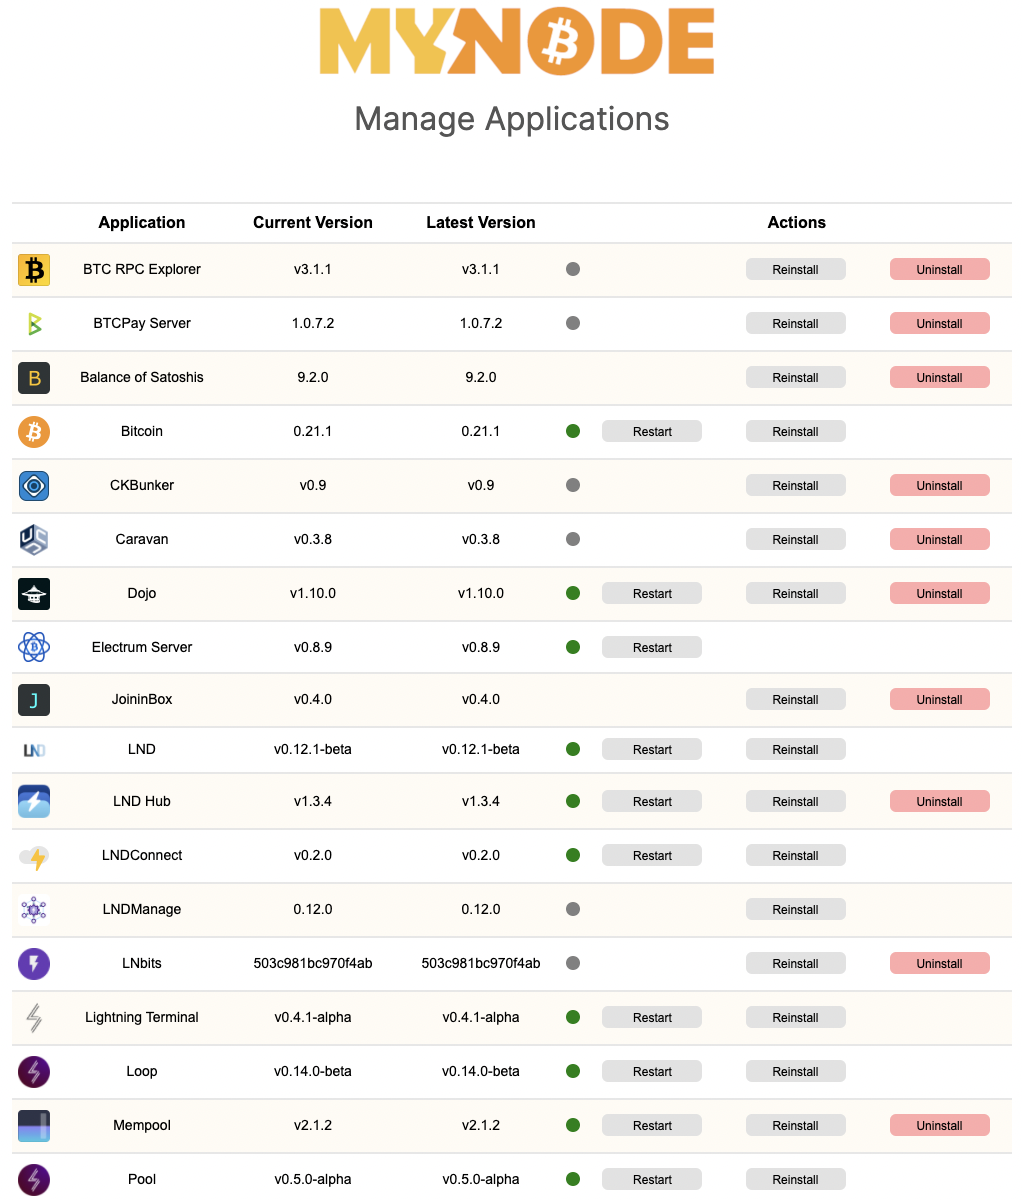 MYNODE
Manage Applications
Application Current Version Latest Version Actions
BTC RPC Explorer v3.1.1 v3.1.1 Reinstall Uninstall
BTCPay Server 1.0.7.2 1.0.7.2 Reinstall Uninstall
B Balance of Satoshis 9.2.0 9.2.0 Reinstall Uninstall
Bitcoin 0.21.1 0.21.1 Restart Reinstall
CKBunker v0.9 v0.9 Reinstall Uninstall
Caravan v0.3.8 v0.3.8 Reinstall Uninstall
Dojo v1.10.0 v1.10.0 Restart Reinstall Uninstall
Electrum Server v0.8.9 v0.8.9 Restart
J JoininBox v0.4.0 v0.4.0 Reinstall Uninstall
LND LND v0.12.1-beta v0.12.1-beta Restart Reinstall
LND Hub v1.3.4 v1.3.4 Restart Reinstall Uninstall
LNDConnect v0.2.0 v0.2.0 Restart Reinstall
LNDManage 0.12.0 0.12.0 Reinstall
LNbits 503c981bc970f4ab 503c981bc970f4ab Reinstall Uninstall
Lightning Terminal v0.4.1-alpha v0.4.1-alpha Restart Reinstall
Loop v0.14.0-beta v0.14.0-beta Restart Reinstall
Mempool v2.1.2 v2.1.2 Restart Reinstall Uninstall
Pool v0.5.0-alpha v0.5.0-alpha Restart Reinstall